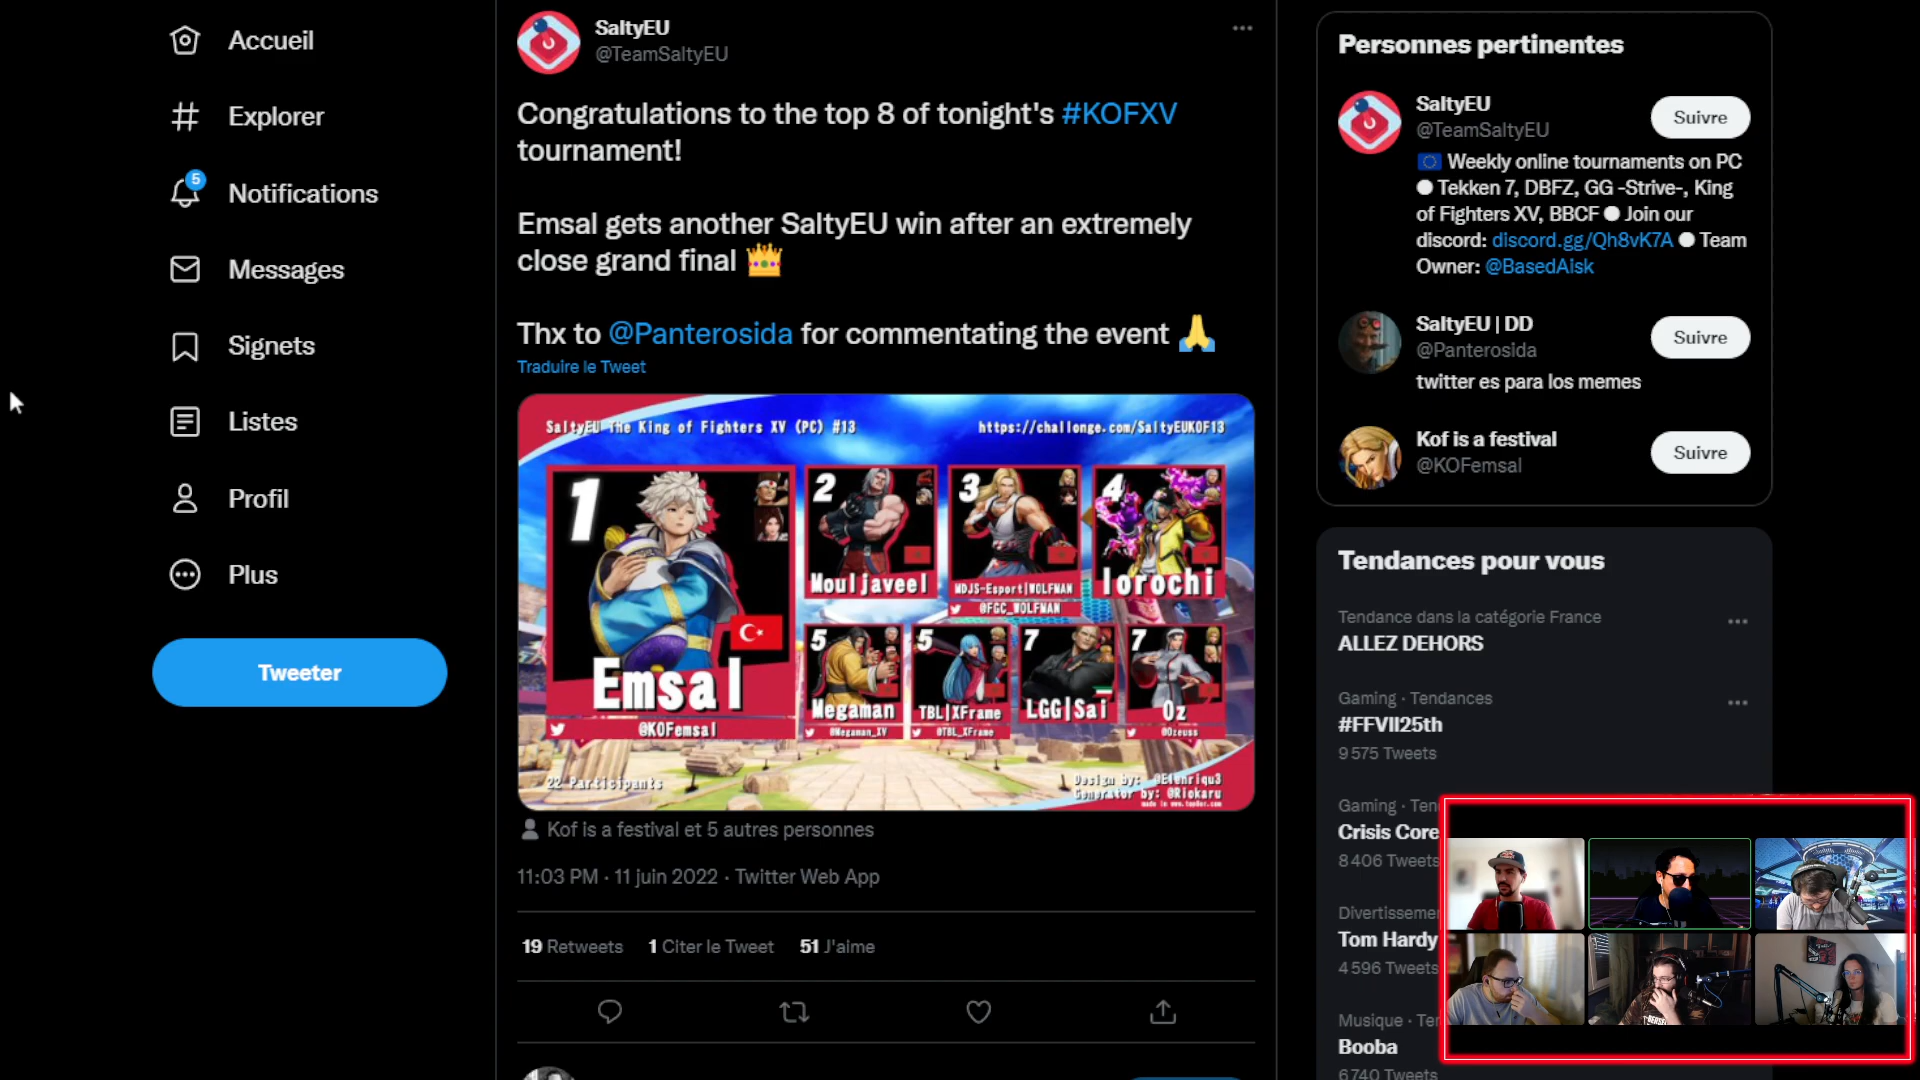 Accueil
Explorer
5
Notifications
Messages
Signets
Listes
Profil
Plus
Tweeter
SaltyEU
@TeamSaltyEU
Congratulations to the top 8 of tonight's #KOFXV
tournament!
Emsal gets another SaltyEU win after an extremely
close grand final
Thx to @Panterosida for commentating the event
Traduire le Tweet
SaltyEU The King of Fighters XV (PC) #13
https://challonge.com/SaltyEUKOF13
1
Emsal
@KOFemsal
2
Mouljaveel
3
MDJS-Esport|WOLFMAN
@FGC_WOLFMAN
4
Iorochi
5
Megaman
@Megaman_XV
5
TBL|XFrame
@TBL_XFrame
7
LGG|Sai
7
Oz
@Ozeuss
22 Participants
Design by: @Elenriqu3
Generator by: @Riokaru
made in www.top8er.com
Kof is a festival et 5 autres personnes
11:03 PM · 11 juin 2022 · Twitter Web App
19 Retweets 1 Citer le Tweet 51 J'aime
Personnes pertinentes
SaltyEU
@TeamSaltyEU
Suivre
Weekly online tournaments on PC
Tekken 7, DBFZ, GG -Strive-, King
of Fighters XV, BBCF Join our
discord: discord.gg/Qh8vK7A Team
Owner: @BasedAisk
SaltyEU | DD
@Panterosida
Suivre
twitter es para los memes
Kof is a festival
@KOFemsal
Suivre
Tendances pour vous
Tendance dans la catégorie France
ALLEZ DEHORS
Gaming · Tendances
#FFVII25th
9 575 Tweets
Gaming · Ten
Crisis Core
8 406 Tweets
Divertissemen
Tom Hardy
4 596 Tweets
Musique · Ten
Booba
6 740 Tweets